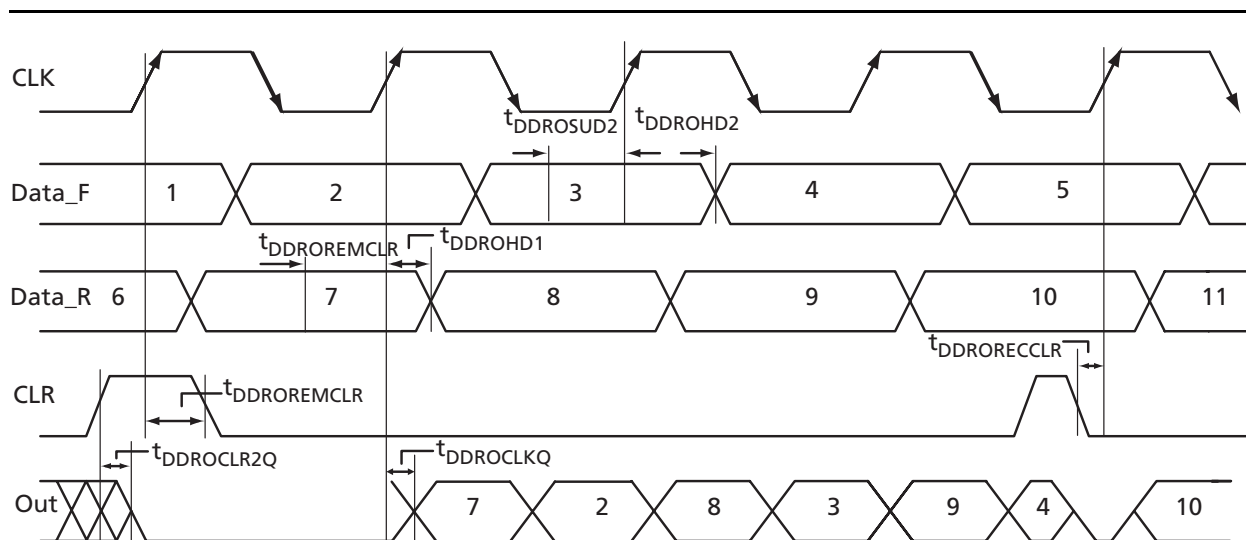 CLK
tDDROSUD2 tDDROHD2
Data_F 1 2 3 4 5
tDDROREMCLR tDDROHD1
Data_R 6 7 8 9 10 11
tDDRORECCLR
CLR tDDROREMCLR
tDDROCLR2Q tDDROCLKQ
Out 7 2 8 3 9 4 10